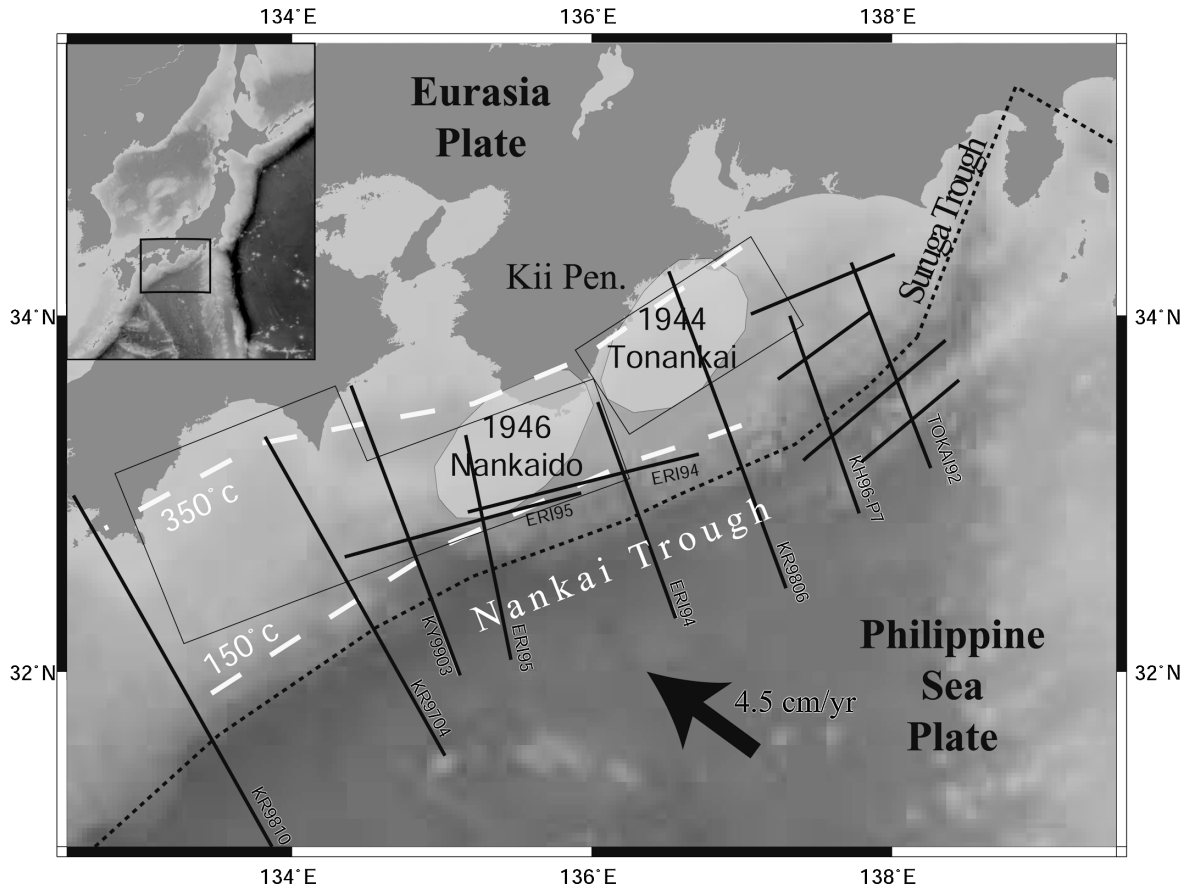 134°E
136°E
138°E
Eurasia
Plate
Suruga Trough
Kii Pen.
34°N
34°N
1944
Tonankai
1946
Nankaido
TOKAI92
ERI94
KH96-P7
350°c
ERI95
Nankai Trough
KR9806
ERI94
150°c
KY9903
ERI95
Philippine
Sea
Plate
32°N
32°N
4.5 cm/yr
KR9704
KR9810
134°E
136°E
138°E